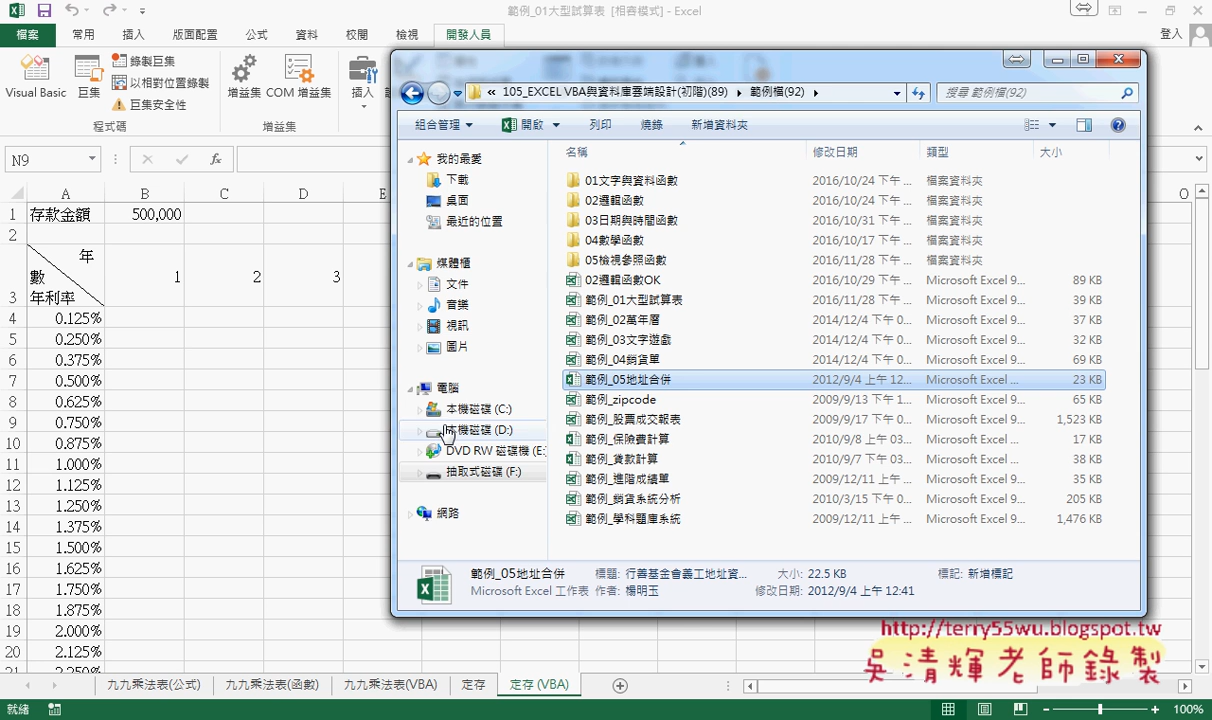 範例_01大型試算表 [相容模式] - Excel
檔案 常用 插入 版面配置 公式 資料 校閱 檢視 開發人員 登入
Visual Basic 巨集 錄製巨集 以相對位置錄製 巨集安全性 增益集 COM 增益集 插入
程式碼 增益集
N9 fx
A B C D E O
1 存款金額 500,000
2
3 年 數 年利率 1 2 3
4 0.125%
5 0.250%
6 0.375%
7 0.500%
8 0.625%
9 0.750%
10 0.875%
11 1.000%
12 1.125%
13 1.250%
14 1.375%
15 1.500%
16 1.625%
17 1.750%
18 1.875%
19 2.000%
20 2.125%
21 2.250%
« 105_EXCEL VBA與資料庫雲端設計(初階)(89) 範例檔(92) 搜尋 範例檔(92)
組合管理 開啟 列印 燒錄 新增資料夾
我的最愛
下載
桌面
最近的位置
媒體櫃
文件
音樂
視訊
圖片
電腦
本機磁碟 (C:)
本機磁碟 (D:)
DVD RW 磁碟機 (E:
抽取式磁碟 (F:)
網路
名稱 修改日期 類型 大小
01文字與資料函數 2016/10/24 下午 ... 檔案資料夾
02邏輯函數 2016/10/24 下午 ... 檔案資料夾
03日期與時間函數 2016/10/31 下午 ... 檔案資料夾
04數學函數 2016/10/17 下午 ... 檔案資料夾
05檢視參照函數 2016/11/28 下午 ... 檔案資料夾
02邏輯函數OK 2016/10/29 下午 ... Microsoft Excel 9... 89 KB
範例_01大型試算表 2016/11/28 下午 ... Microsoft Excel 9... 39 KB
範例_02萬年曆 2014/12/4 下午 0... Microsoft Excel 9... 37 KB
範例_03文字遊戲 2014/12/4 下午 0... Microsoft Excel 9... 32 KB
範例_04銷貨單 2014/12/4 下午 0... Microsoft Excel 9... 69 KB
範例_05地址合併 2012/9/4 上午 12... Microsoft Excel ... 23 KB
範例_zipcode 2009/9/13 下午 1... Microsoft Excel 9... 65 KB
範例_股票成交報表 2009/9/17 下午 0... Microsoft Excel 9... 1,523 KB
範例_保險費計算 2010/9/8 上午 03... Microsoft Excel ... 17 KB
範例_貸款計算 2010/9/7 下午 03... Microsoft Excel ... 38 KB
範例_進階成績單 2009/12/11 上午 ... Microsoft Excel 9... 35 KB
範例_銷貨系統分析 2010/3/15 下午 0... Microsoft Excel 9... 205 KB
範例_學科題庫系統 2009/12/11 上午 ... Microsoft Excel 9... 1,476 KB
範例_05地址合併 標題: 行善基金會義工地址資... 大小: 22.5 KB 標記: 新增標記
Microsoft Excel 工作表 作者: 楊明玉 修改日期: 2012/9/4 上午 12:41
http://terry55wu.blogspot.tw
吳清輝老師錄製
九九乘法表(公式) 九九乘法表(函數) 九九乘法表(VBA) 定存 定存 (VBA)
就緒 100%